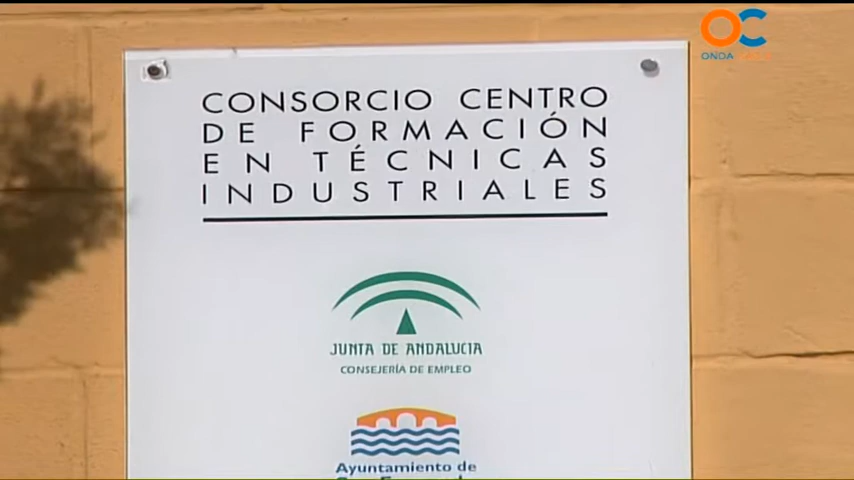 OC
ONDA
CONSORCIO CENTRO
DE FORMACIÓN
EN TÉCNICAS
INDUSTRIALES
JUNTA DE ANDALUCIA
CONSEJERÍA DE EMPLEO
Ayuntamiento de